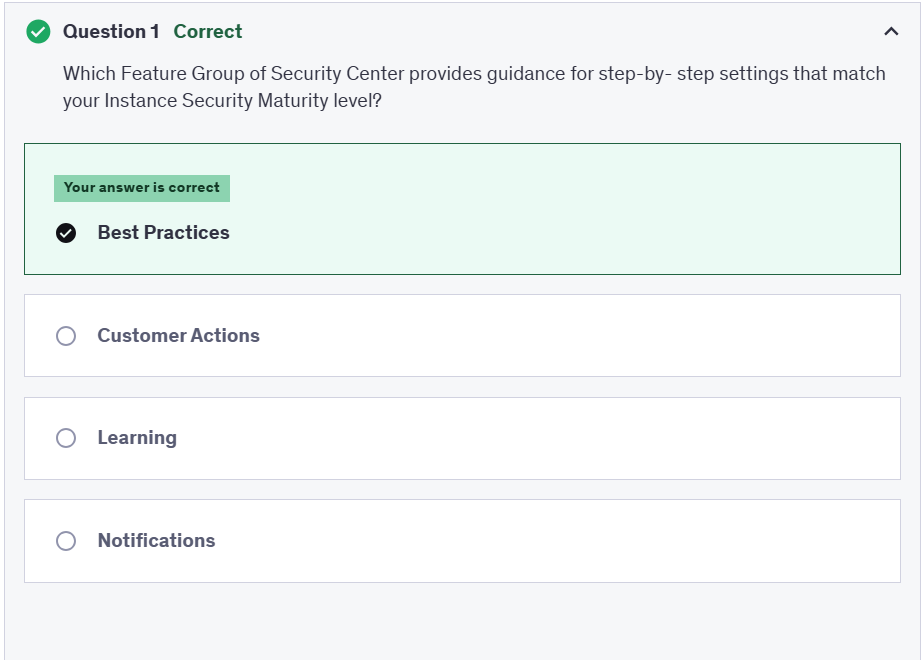 Question 1 Correct
Which Feature Group of Security Center provides guidance for step-by- step settings that match
your Instance Security Maturity level?
Your answer is correct
Best Practices
Customer Actions
Learning
Notifications